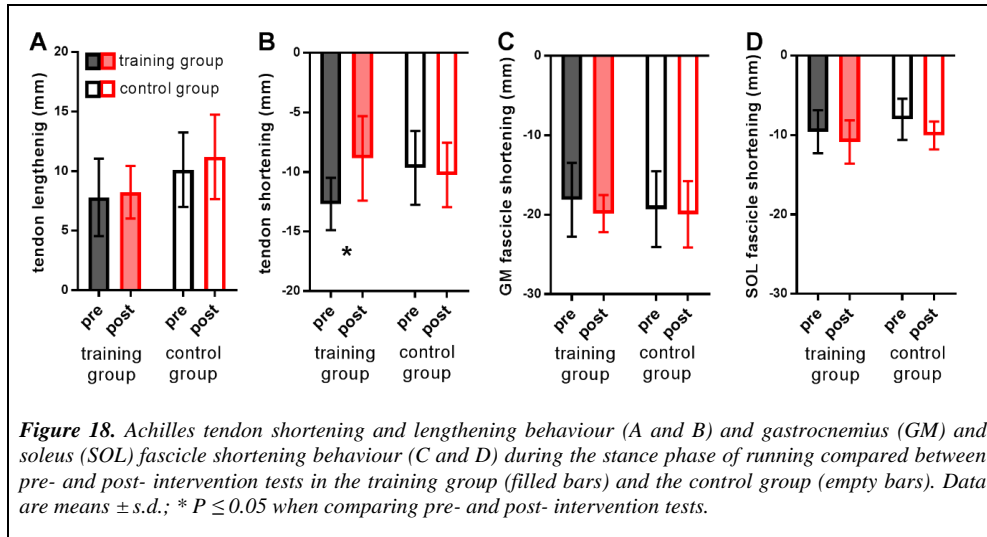 A
tendon lengthenig (mm)
20
15
10
5
0
training group
control group
pre
post
pre
post
training
group
control
group
B
tendon shortening (mm)
0
-5
-10
-15
-20
*
pre
post
pre
post
training
group
control
group
C
GM fascicle shortening (mm)
0
-10
-20
-30
pre
post
pre
post
training
group
control
group
D
SOL fascicle shortening (mm)
0
-10
-20
-30
pre
post
pre
post
training
group
control
group
Figure 18. Achilles tendon shortening and lengthening behaviour (A and B) and gastrocnemius (GM) and
soleus (SOL) fascicle shortening behaviour (C and D) during the stance phase of running compared between
pre- and post- intervention tests in the training group (filled bars) and the control group (empty bars). Data
are means ± s.d.; * P ≤ 0.05 when comparing pre- and post- intervention tests.